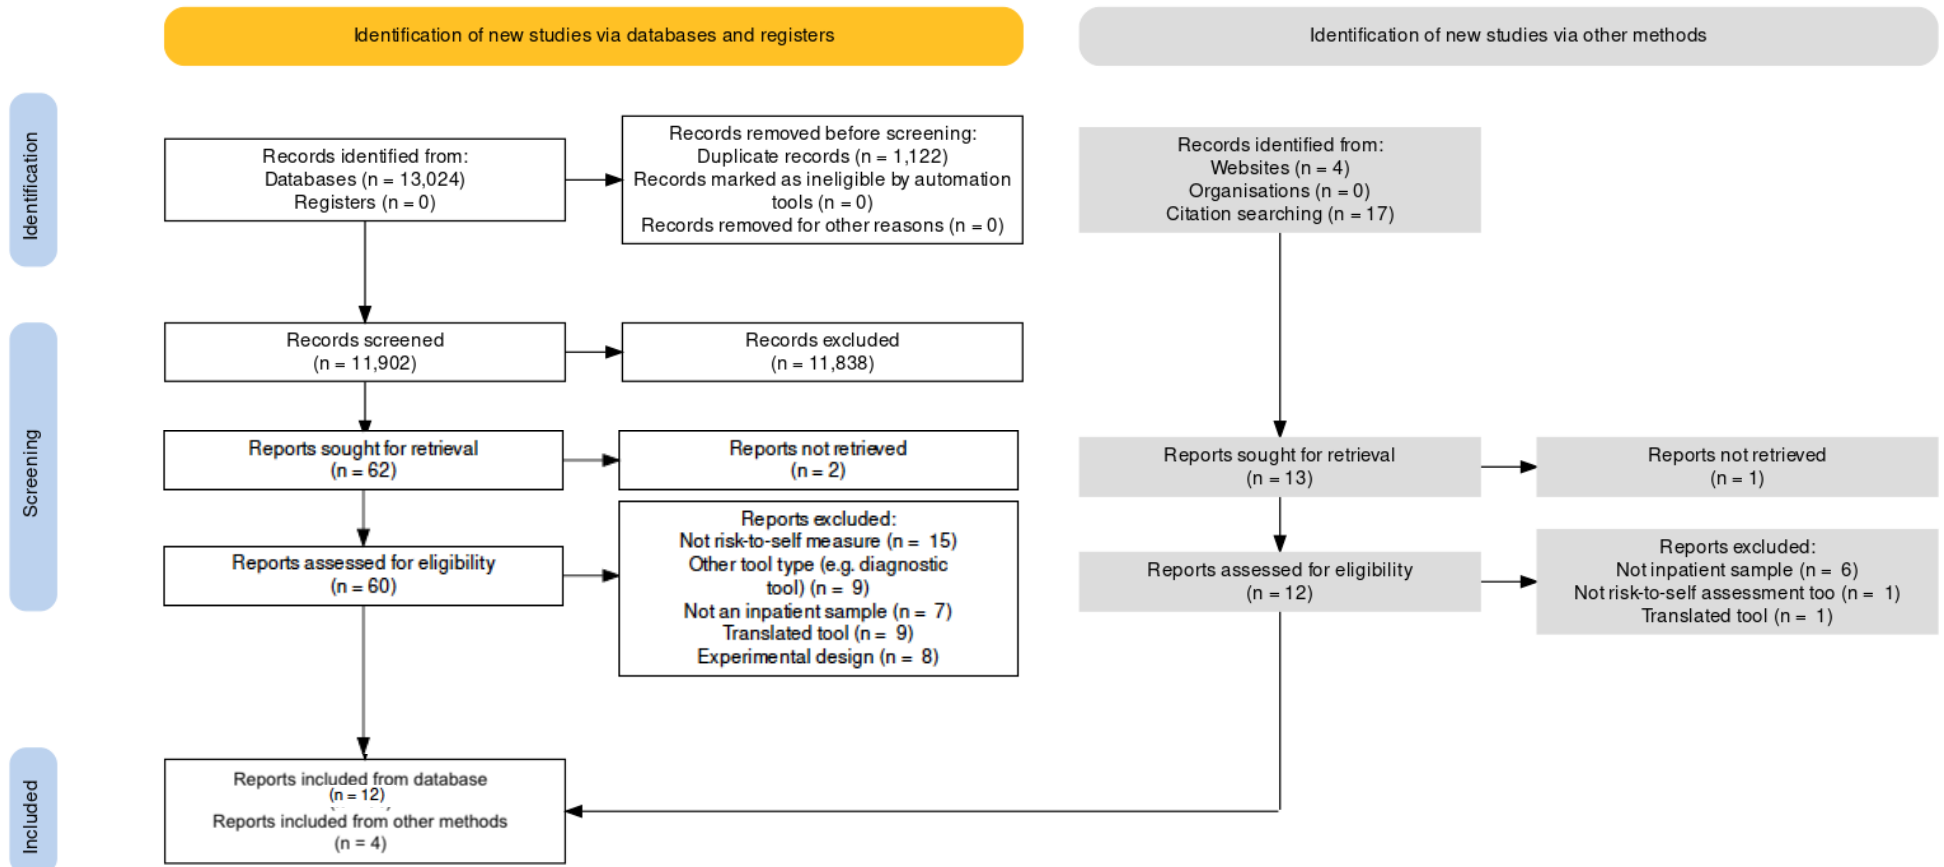 Identification of new studies via databases and registers
Identification of new studies via other methods
Identification
Records identified from:
Databases (n = 13,024)
Registers (n = 0)
Records removed before screening:
Duplicate records (n = 1,122)
Records marked as ineligible by automation
tools (n = 0)
Records removed for other reasons (n = 0)
Records identified from:
Websites (n = 4)
Organisations (n = 0)
Citation searching (n = 17)
Screening
Records screened
(n = 11,902)
Records excluded
(n = 11,838)
Reports sought for retrieval
(n = 62)
Reports not retrieved
(n = 2)
Reports sought for retrieval
(n = 13)
Reports not retrieved
(n = 1)
Reports assessed for eligibility
(n = 60)
Reports excluded:
Not risk-to-self measure (n = 15)
Other tool type (e.g. diagnostic
tool) (n = 9)
Not an inpatient sample (n = 7)
Translated tool (n = 9)
Experimental design (n = 8)
Reports assessed for eligibility
(n = 12)
Reports excluded:
Not inpatient sample (n = 6)
Not risk-to-self assessment too (n = 1)
Translated tool (n = 1)
Included
Reports included from database
(n = 12)
Reports included from other methods
(n = 4)